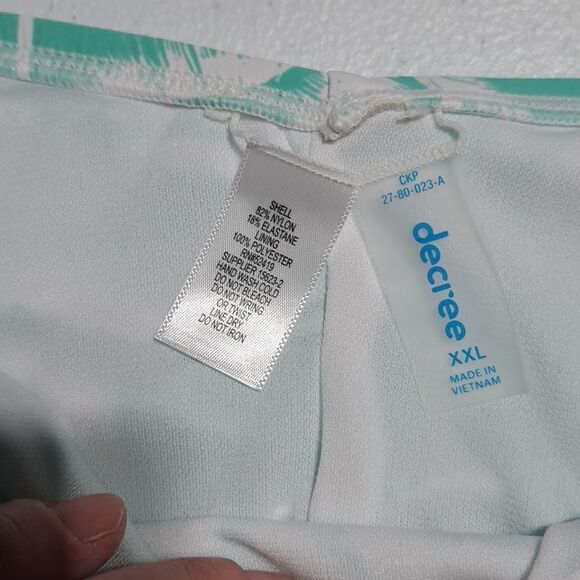 SHELL
82% NYLON
18% ELASTANE
LINING
100% POLYESTER
RN#52419
SUPPLIER 15623-2
HAND WASH COLD
DO NOT BLEACH
DO NOT WRING
OR TWIST
LINE DRY
DO NOT IRON
CKP
27-80-023-A
decree
XXL
MADE IN
VIETNAM